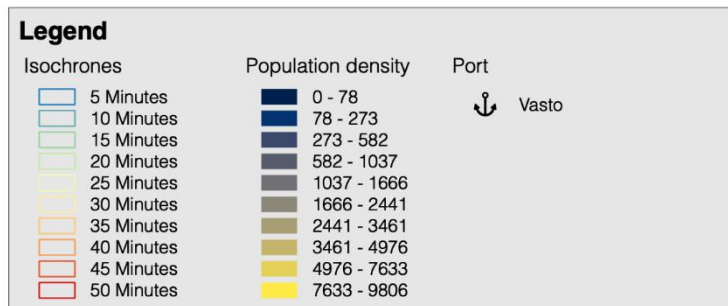 Legend
Isochrones Population density Port
5 Minutes 0 - 78 Vasto
10 Minutes 78 - 273
15 Minutes 273 - 582
20 Minutes 582 - 1037
25 Minutes 1037 - 1666
30 Minutes 1666 - 2441
35 Minutes 2441 - 3461
40 Minutes 3461 - 4976
45 Minutes 4976 - 7633
50 Minutes 7633 - 9806